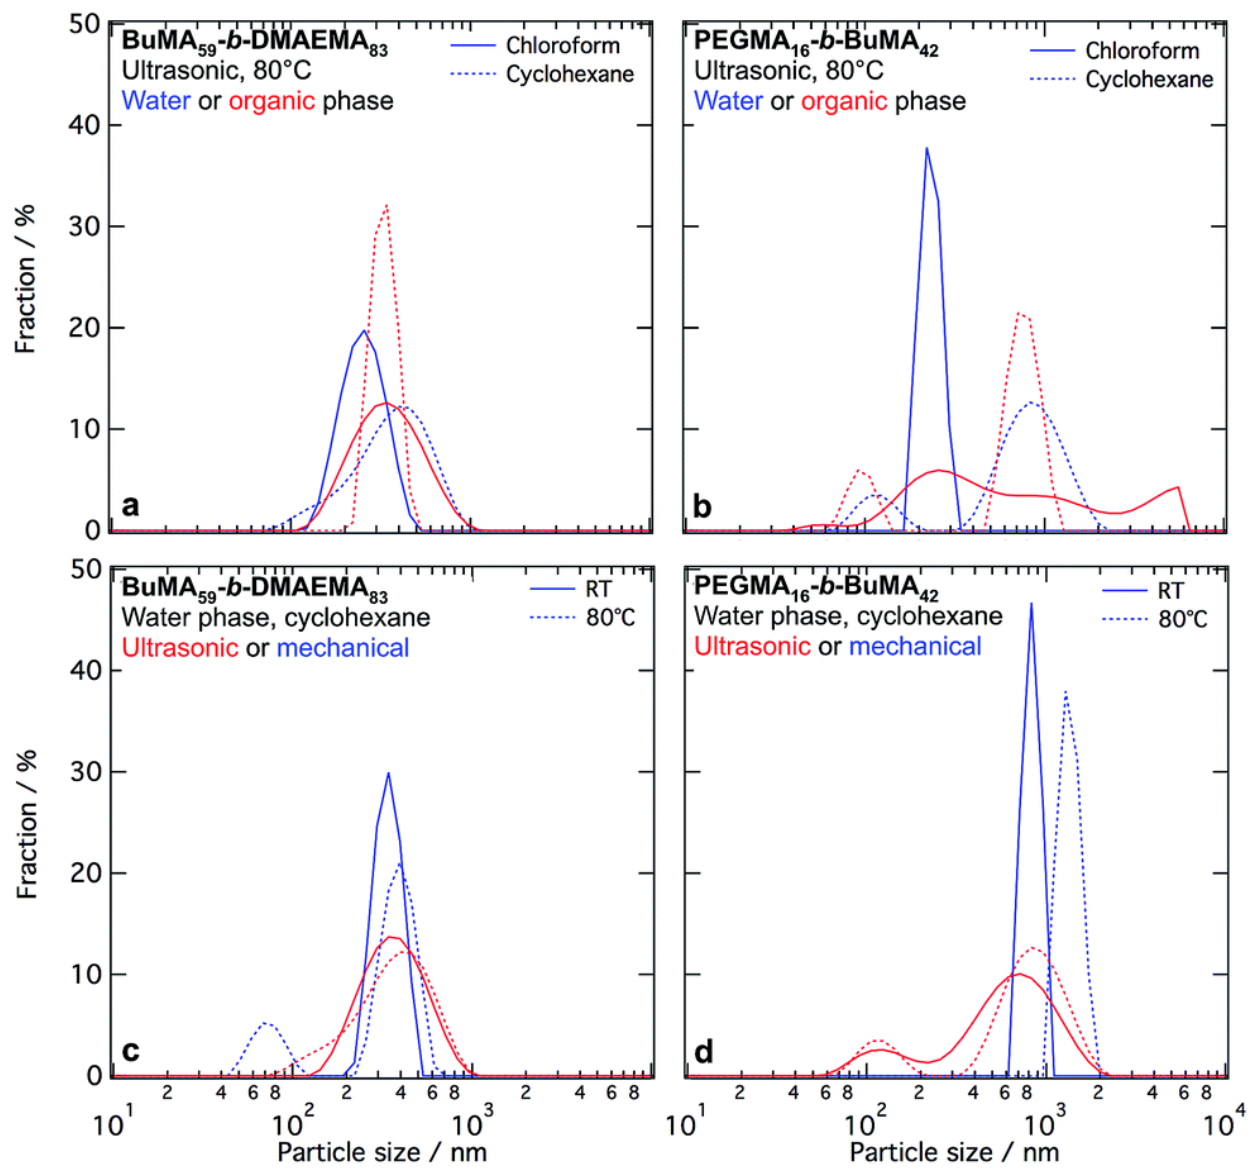 50
40
30
20
10
0
Fraction / %
BuMA59-b-DMAEMA83
Ultrasonic, 80°C
Water or organic phase
Chloroform
Cyclohexane
a
PEGMA16-b-BuMA42
Ultrasonic, 80°C
Water or organic phase
Chloroform
Cyclohexane
b
50
40
30
20
10
0
Fraction / %
BuMA59-b-DMAEMA83
Water phase, cyclohexane
Ultrasonic or mechanical
RT
80°C
c
PEGMA16-b-BuMA42
Water phase, cyclohexane
Ultrasonic or mechanical
RT
80°C
d
2 4 6 8 2 4 6 8 2 4 6 8
10^1 10^2 10^3
Particle size / nm
2 4 6 8 2 4 6 8 2 4 6 8
10^1 10^2 10^3 10^4
Particle size / nm